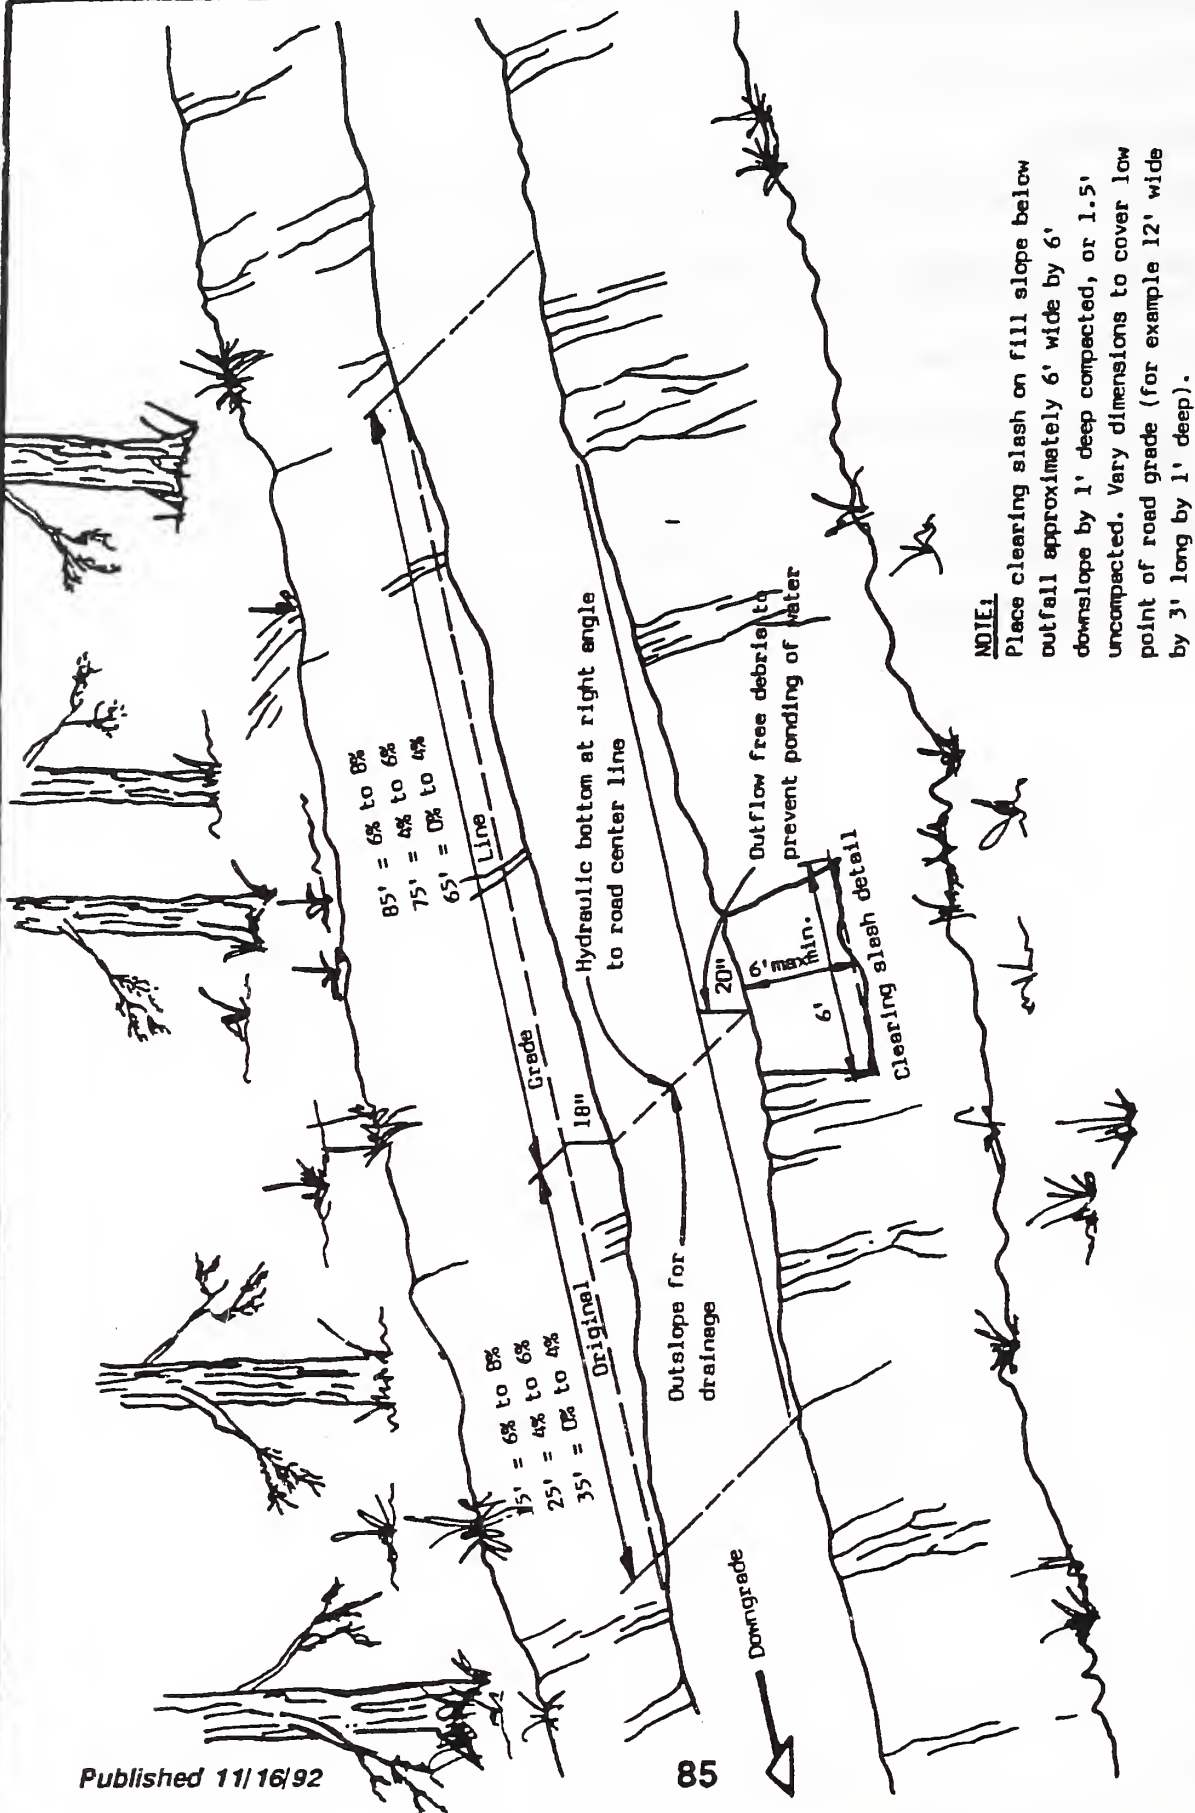 85' = 6% to 8%
75' = 4% to 6%
65' = 0% to 4%
15' = 6% to 8%
25' = 4% to 6%
35' = 0% to 4%
Original Grade Line
18"
Hydraulic bottom at right angle
to road center line
Outslope for
drainage
Outflow free debris to
prevent ponding of water
20"
6' max
min.
6'
Clearing slash detail
Downgrade
NOTE:
Place clearing slash on fill slope below
outfall approximately 6' wide by 6'
downslope by 1' deep compacted, or 1.5'
uncompacted. Vary dimensions to cover low
point of road grade (for example 12' wide
by 3' long by 1' deep).
Published 11/16/92
85